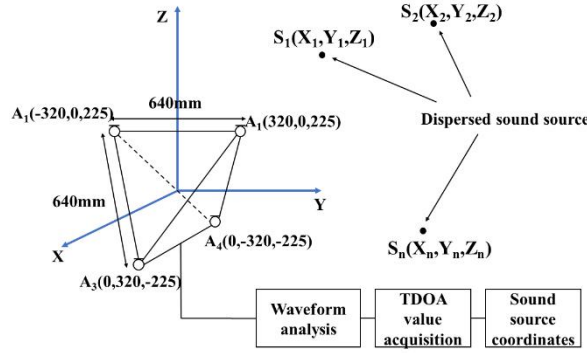 Z
S₂(X₂,Y₂,Z₂)
S₁(X₁,Y₁,Z₁)
640mm
A₁(-320,0,225)
A₁(320,0,225)
Dispersed sound source
640mm
Y
X
A₄(0,-320,-225)
A₃(0,320,-225)
Sₙ(Xₙ,Yₙ,Zₙ)
Waveform
analysis
TDOA
value
acquisition
Sound
source
coordinates